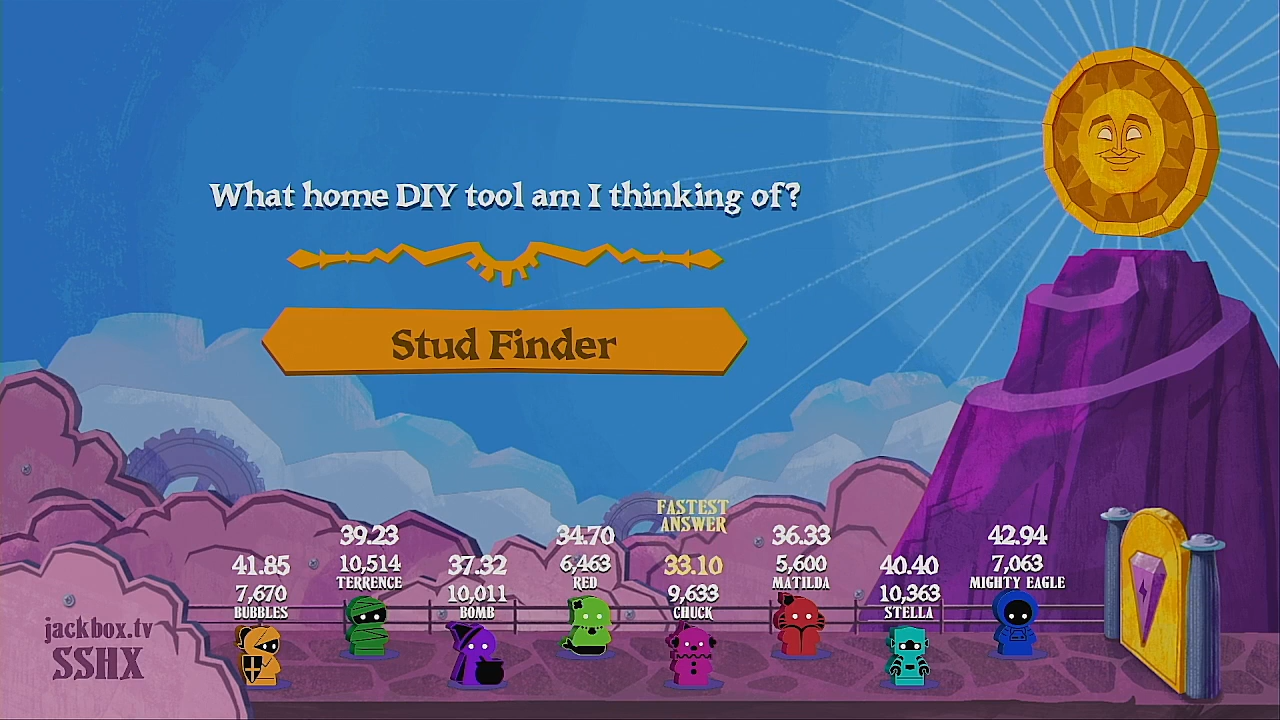 What home DIY tool am I thinking of?
Stud Finder
FASTEST
ANSWER
41.85
7,670
BUBBLES
39.23
10,514
TERRENCE
37.32
10,011
BOMB
34.70
6,463
RED
33.10
9,633
CHUCK
36.33
5,600
MATILDA
40.40
10,363
STELLA
42.94
7,063
MIGHTY EAGLE
jackbox.tv
SSHX